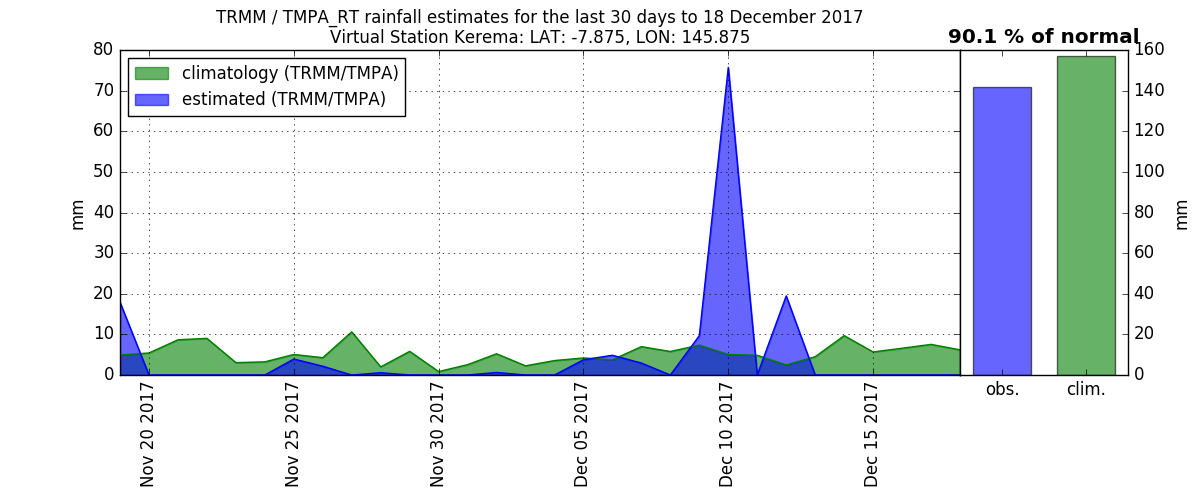 TRMM / TMPA_RT rainfall estimates for the last 30 days to 18 December 2017
Virtual Station Kerema: LAT: -7.875, LON: 145.875
90.1 % of normal
climatology (TRMM/TMPA)
estimated (TRMM/TMPA)
80
70
60
50
40
30
20
10
0
mm
Nov 20 2017
Nov 25 2017
Nov 30 2017
Dec 05 2017
Dec 10 2017
Dec 15 2017
160
140
120
100
80
60
40
20
0
mm
obs.
clim.